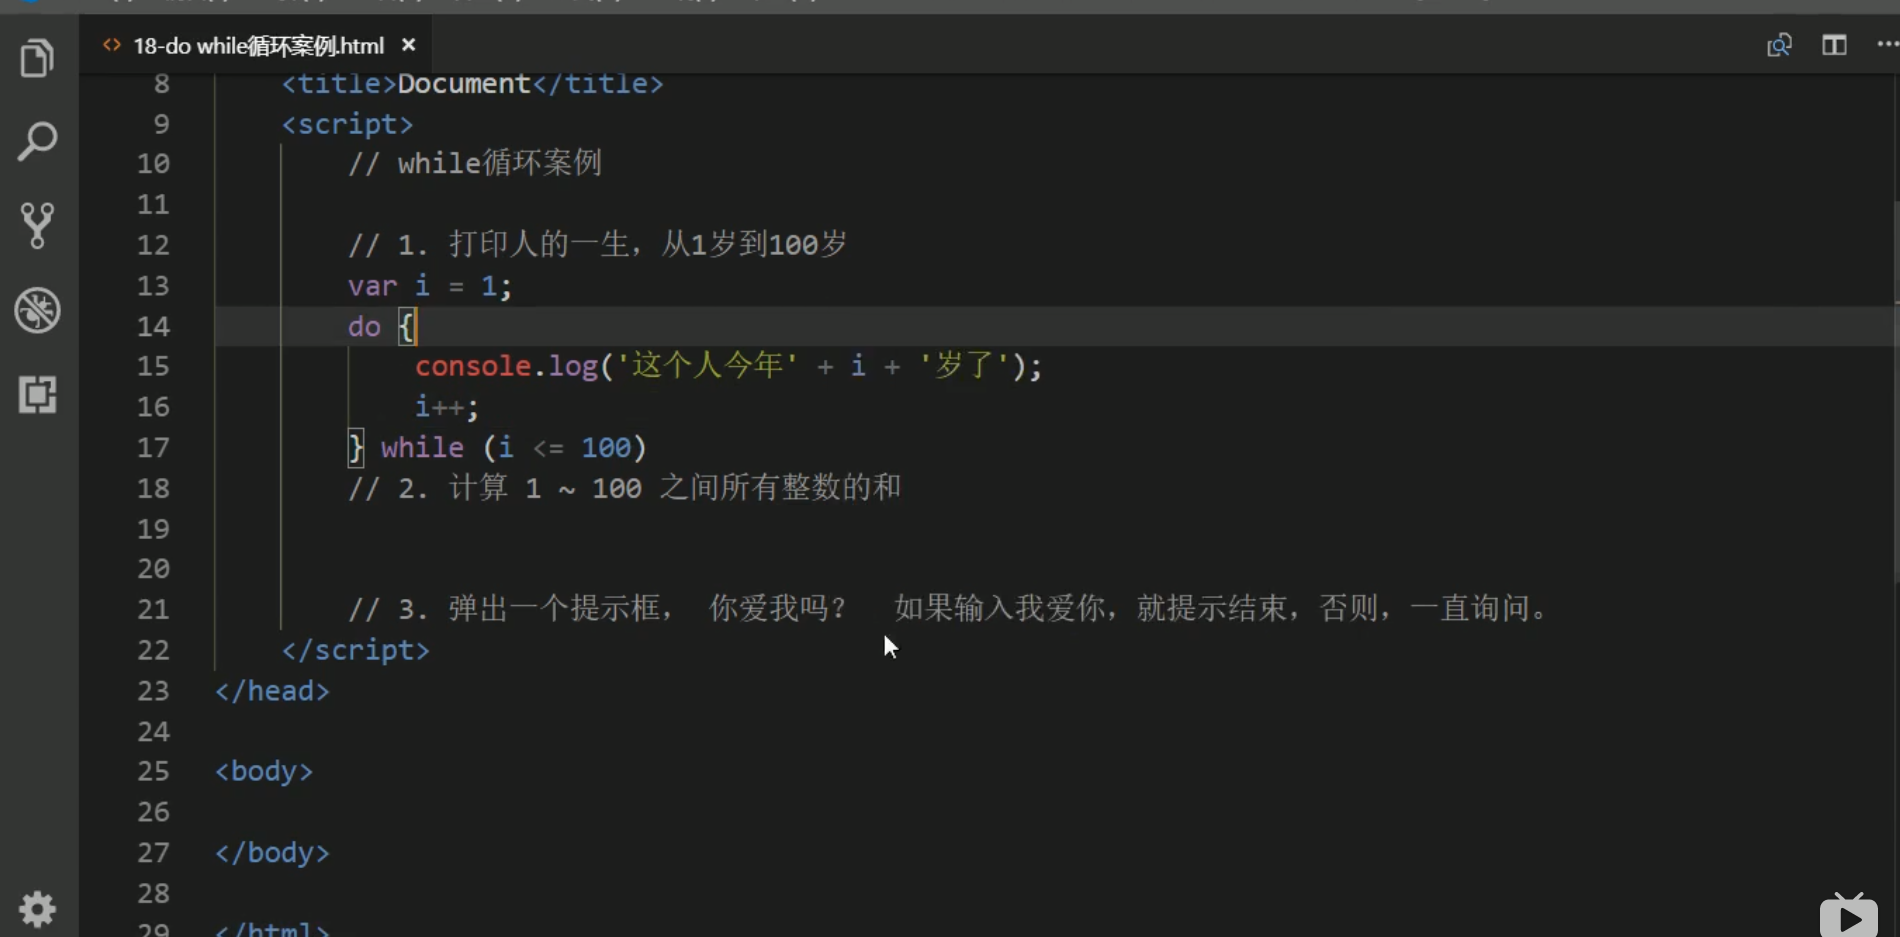 18-do while循环案例.html
8 <title>Document</title>
9 <script>
10 // while循环案例
11
12 // 1. 打印人的一生，从1岁到100岁
13 var i = 1;
14 do {
15 console.log('这个人今年' + i + '岁了');
16 i++;
17 } while (i <= 100)
18 // 2. 计算 1 ~ 100 之间所有整数的和
19
20
21 // 3. 弹出一个提示框， 你爱我吗？ 如果输入我爱你，就提示结束，否则，一直询问。
22 </script>
23 </head>
24
25 <body>
26
27 </body>
28
29 </html>